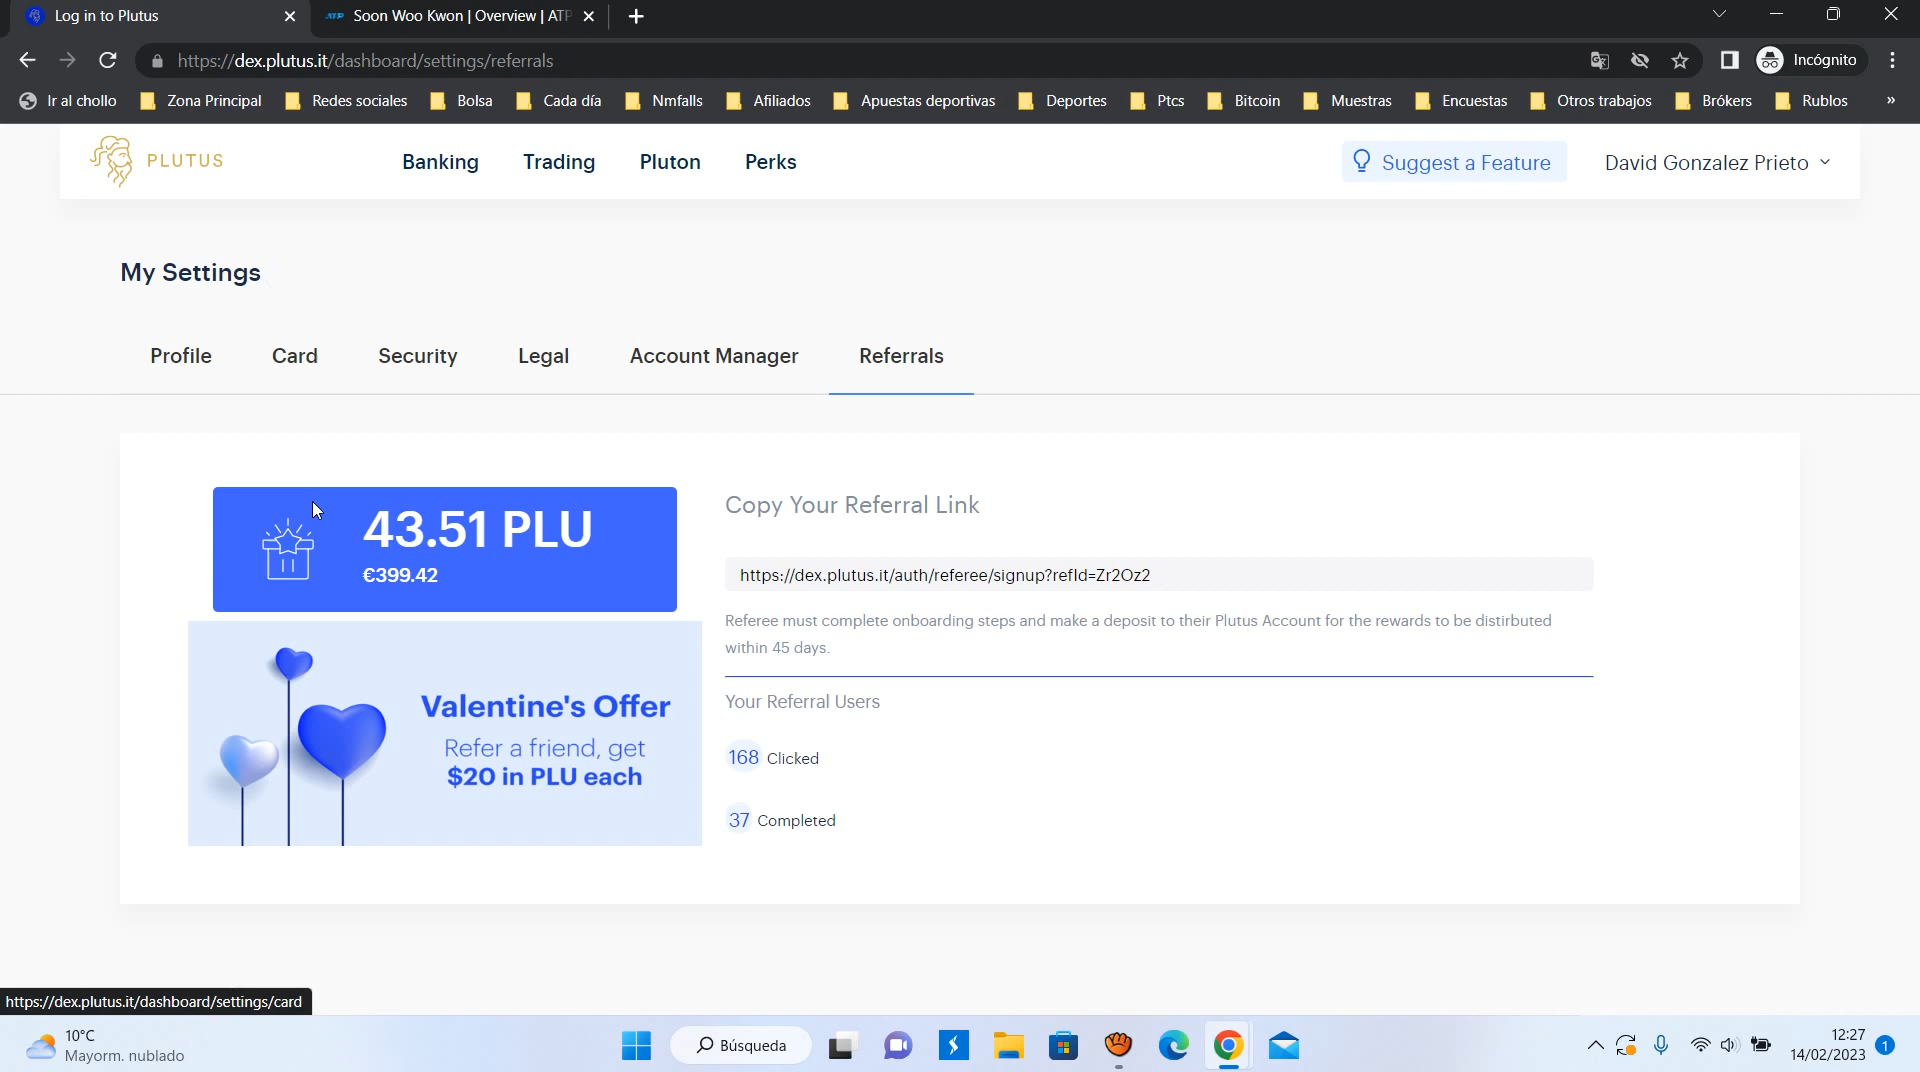 Log in to Plutus
ATP Soon Woo Kwon | Overview | ATP
https://dex.plutus.it/dashboard/settings/referrals
Incógnito
Ir al chollo
Zona Principal
Redes sociales
Bolsa
Cada día
Nmfalls
Afiliados
Apuestas deportivas
Deportes
Ptcs
Bitcoin
Muestras
Encuestas
Otros trabajos
Brókers
Rublos
»
PLUTUS
Banking
Trading
Pluton
Perks
Suggest a Feature
David Gonzalez Prieto
My Settings
Profile
Card
Security
Legal
Account Manager
Referrals
43.51 PLU
€399.42
Valentine's Offer
Refer a friend, get
$20 in PLU each
Copy Your Referral Link
https://dex.plutus.it/auth/referee/signup?refId=Zr2Oz2
Referee must complete onboarding steps and make a deposit to their Plutus Account for the rewards to be distirbuted
within 45 days.
Your Referral Users
168 Clicked
37 Completed
https://dex.plutus.it/dashboard/settings/card
10°C
Mayorm. nublado
Búsqueda
12:27
14/02/2023
1